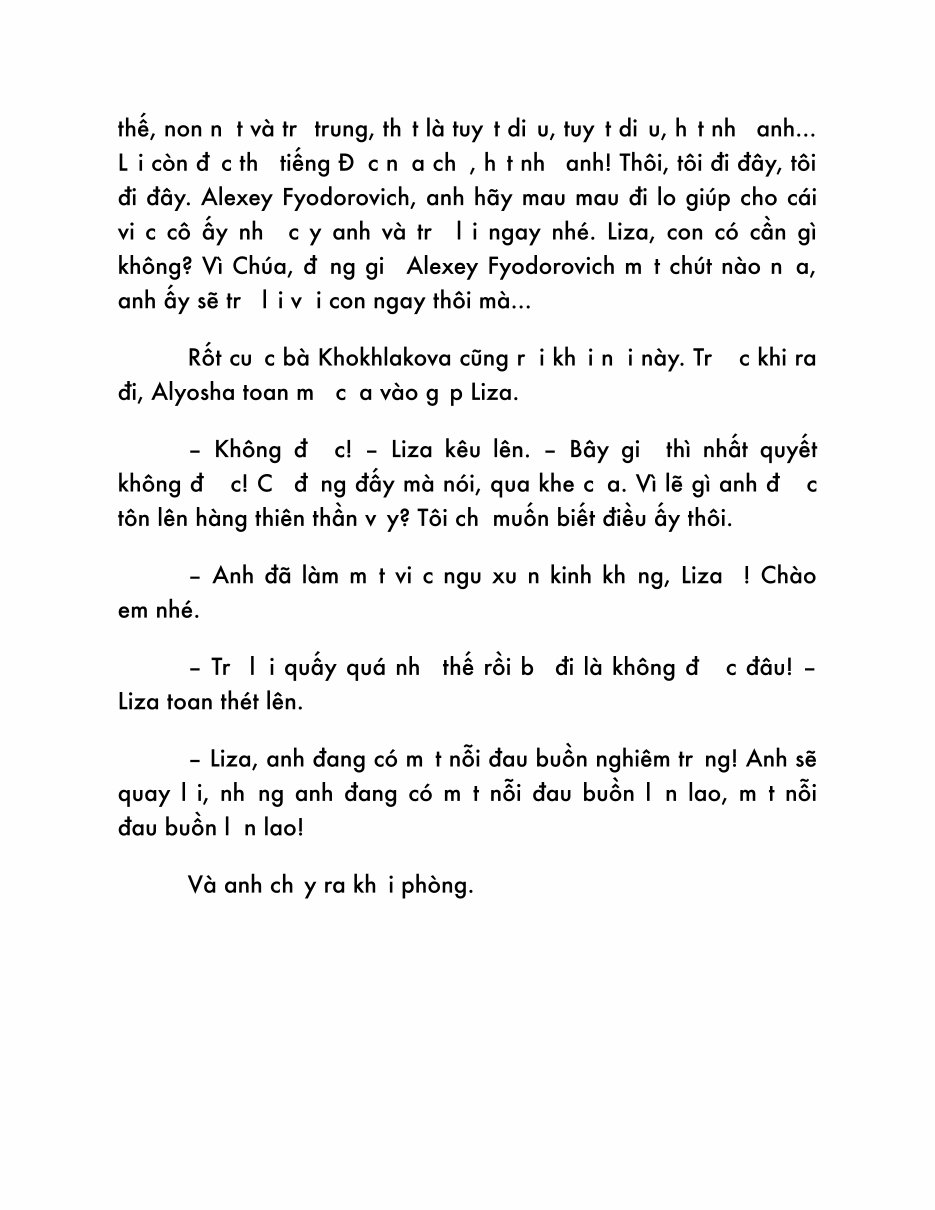 thế, non n t và tr trung, th t là tuy t di u, tuy t di u, h t nh anh...
L i còn đ c th tiếng Đ c n a ch , h t nh anh! Thôi, tôi đi đây, tôi
đi đây. Alexey Fyodorovich, anh hãy mau mau đi lo giúp cho cái
vi c cô ấy nh c y anh và tr l i ngay nhé. Liza, con có cần gì
không? Vì Chúa, đ ng gi Alexey Fyodorovich m t chút nào n a,
anh ấy sẽ tr l i v i con ngay thôi mà...
Rốt cu c bà Khokhlakova cũng r i kh i n i này. Tr c khi ra
đi, Alyosha toan m c a vào g p Liza.
– Không đ c! – Liza kêu lên. – Bây gi thì nhất quyết
không đ c! C đ ng đấy mà nói, qua khe c a. Vì lẽ gì anh đ c
tôn lên hàng thiên thần v y? Tôi ch muốn biết điều ấy thôi.
– Anh đã làm m t vi c ngu xu n kinh kh ng, Liza ! Chào
em nhé.
– Tr l i quấy quá nh thế rồi b đi là không đ c đâu! –
Liza toan thét lên.
– Liza, anh đang có m t nỗi đau buồn nghiêm tr ng! Anh sẽ
quay l i, nh ng anh đang có m t nỗi đau buồn l n lao, m t nỗi
đau buồn l n lao!
Và anh ch y ra kh i phòng.